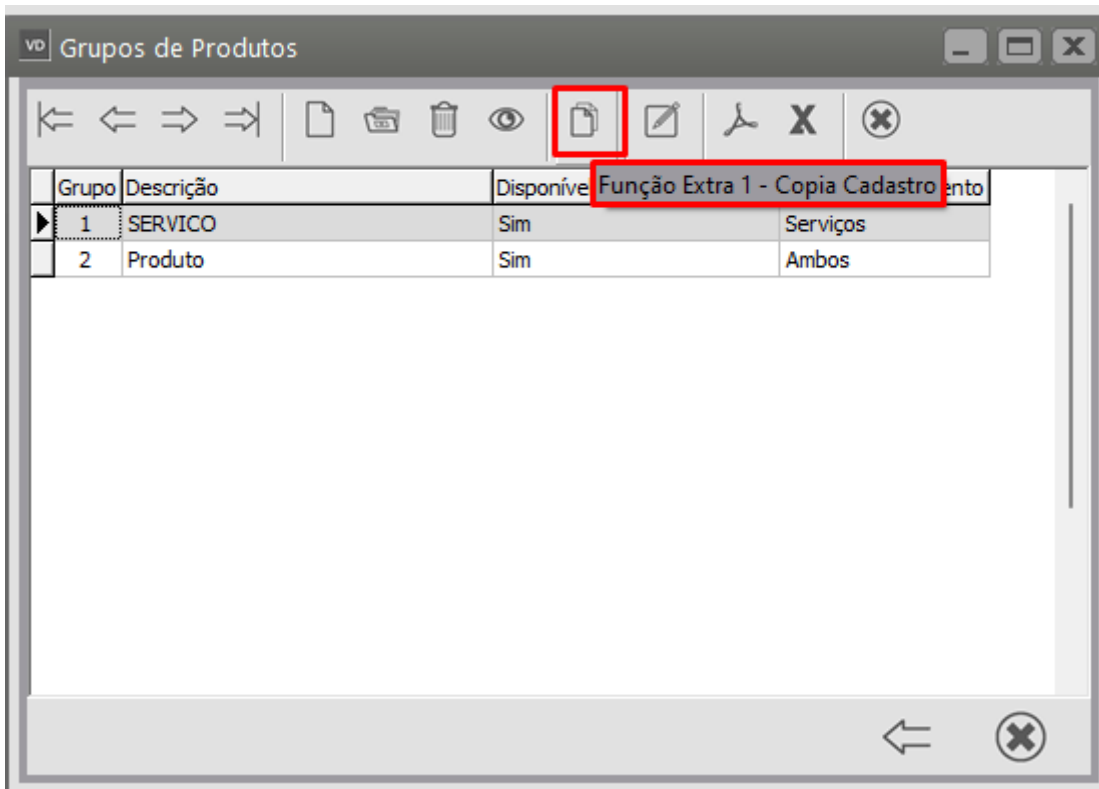 VD Grupos de Produtos
X
Função Extra 1 - Copia Cadastro
Grupo Descrição Disponíve ento
1 SERVICO Sim Serviços
2 Produto Sim Ambos